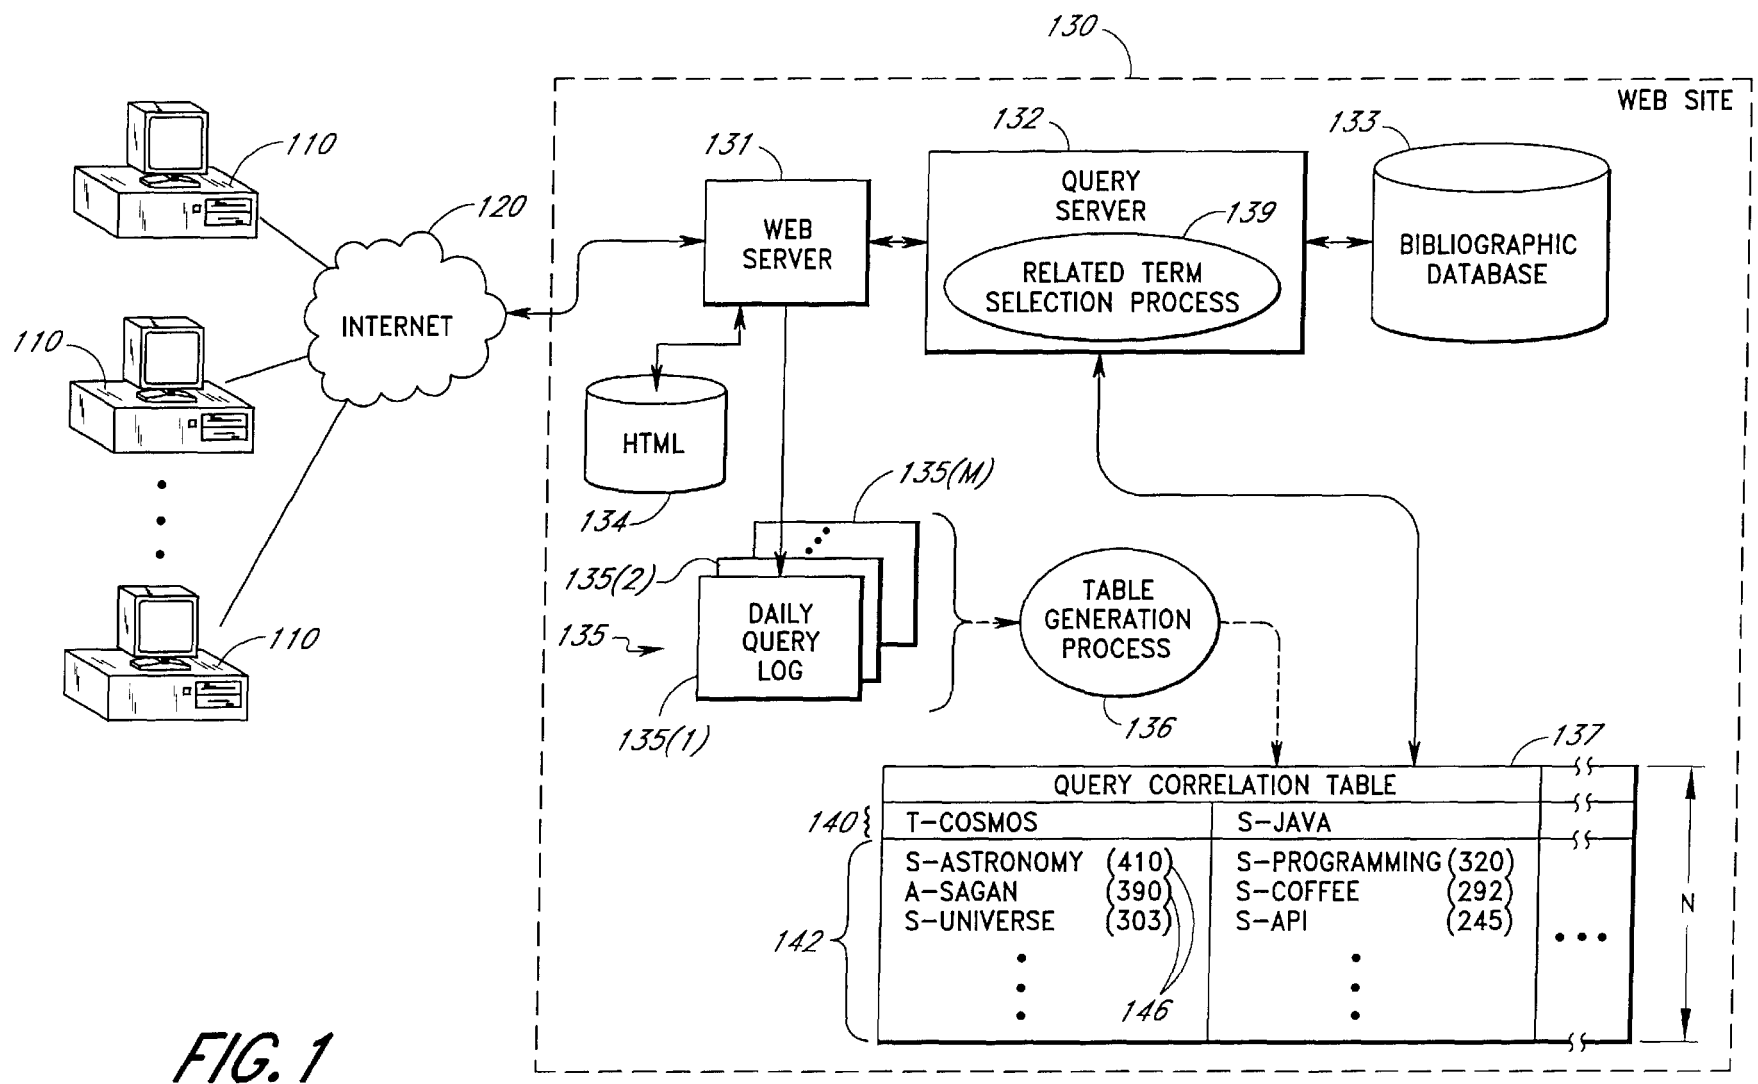 130
WEB SITE
110
120
131
WEB
SERVER
132
QUERY
SERVER
139
RELATED TERM
SELECTION PROCESS
133
BIBLIOGRAPHIC
DATABASE
INTERNET
110
HTML
134
135(M)
135(2)
DAILY
QUERY
LOG
135
135(1)
TABLE
GENERATION
PROCESS
136
110
137
QUERY CORRELATION TABLE
140
T-COSMOS S-JAVA
S-ASTRONOMY (410) S-PROGRAMMING (320)
A-SAGAN (390) S-COFFEE (292)
S-UNIVERSE (303) S-API (245)
142
146
N
FIG. 1